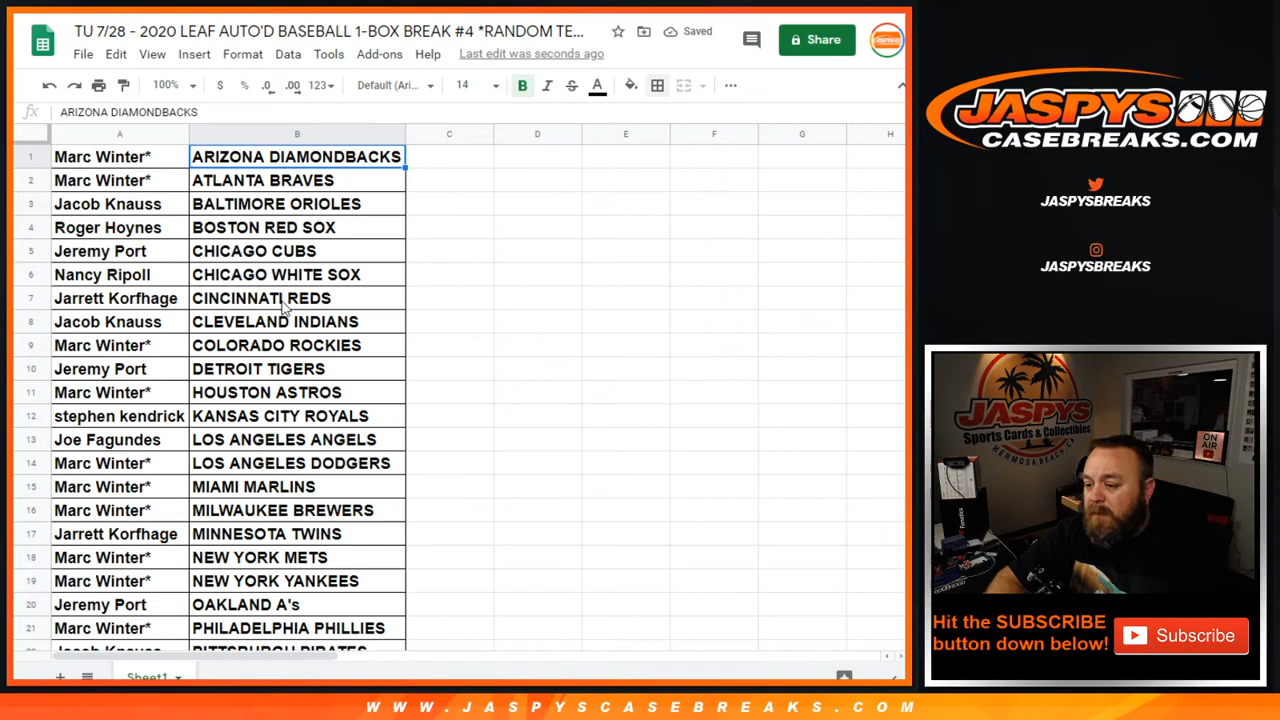 TU 7/28 - 2020 LEAF AUTO'D BASEBALL 1-BOX BREAK #4 *RANDOM TE...
Saved
File Edit View Insert Format Data Tools Add-ons Help Last edit was seconds ago
Share
100% $ % .0 .00 123 Default (Ari... 14 B I S A
fx ARIZONA DIAMONDBACKS
A B C D E F G H
1 Marc Winter* ARIZONA DIAMONDBACKS
2 Marc Winter* ATLANTA BRAVES
3 Jacob Knauss BALTIMORE ORIOLES
4 Roger Hoynes BOSTON RED SOX
5 Jeremy Port CHICAGO CUBS
6 Nancy Ripoll CHICAGO WHITE SOX
7 Jarrett Korfhage CINCINNATI REDS
8 Jacob Knauss CLEVELAND INDIANS
9 Marc Winter* COLORADO ROCKIES
10 Jeremy Port DETROIT TIGERS
11 Marc Winter* HOUSTON ASTROS
12 stephen kendrick KANSAS CITY ROYALS
13 Joe Fagundes LOS ANGELES ANGELS
14 Marc Winter* LOS ANGELES DODGERS
15 Marc Winter* MIAMI MARLINS
16 Marc Winter* MILWAUKEE BREWERS
17 Jarrett Korfhage MINNESOTA TWINS
18 Marc Winter* NEW YORK METS
19 Marc Winter* NEW YORK YANKEES
20 Jeremy Port OAKLAND A's
21 Marc Winter* PHILADELPHIA PHILLIES
Jacob Knauss PITTSBURGH PIRATES
Sheet1
JASPYS
CASEBREAKS.COM
JASPYSBREAKS
JASPYSBREAKS
JASPYS
Sports Cards & Collectibles
HERMOSA BEACH, CA
ON AIR
Fanatics
Hit the SUBSCRIBE
button down below!
Subscribe
WWW.JASPYSCASEBREAKS.COM